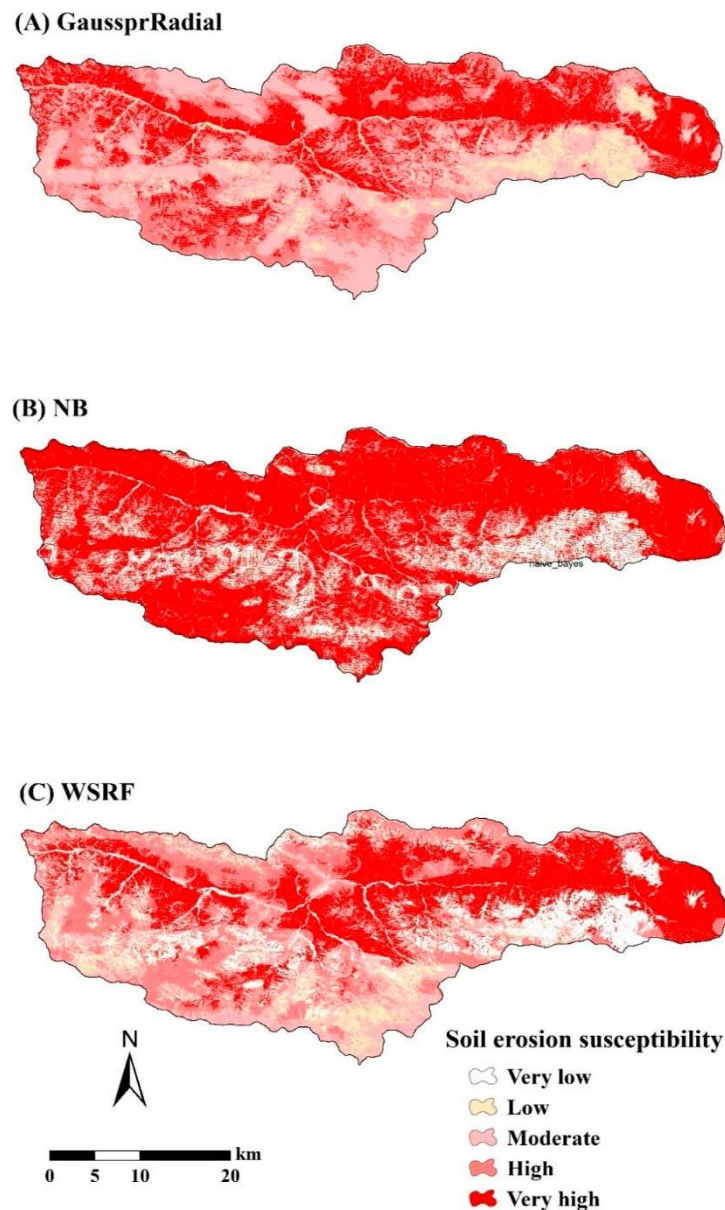 (A) GaussprRadial
(B) NB
naive_bayes
(C) WSRF
N
Soil erosion susceptibility
Very low
Low
Moderate
High
Very high
km
0 5 10 20